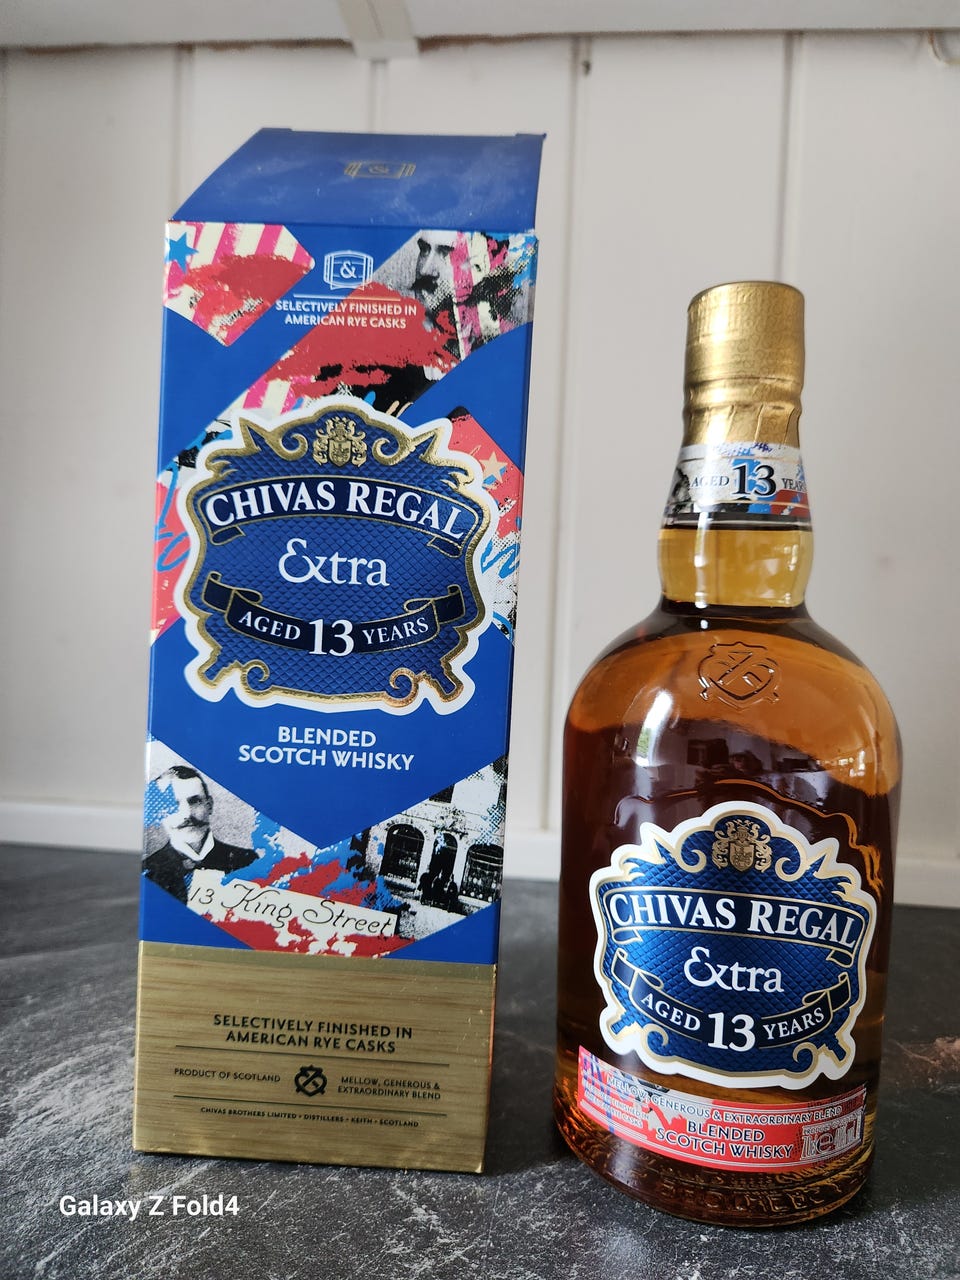 &
&
SELECTIVELY FINISHED IN
AMERICAN RYE CASKS
CHIVAS REGAL
Extra
AGED 13 YEARS
BLENDED
SCOTCH WHISKY
13 King Street
SELECTIVELY FINISHED IN
AMERICAN RYE CASKS
PRODUCT OF SCOTLAND
MELLOW, GENEROUS &
EXTRAORDINARY BLEND
CHIVAS BROTHERS LIMITED • DISTILLERS • KEITH • SCOTLAND
AGED 13 YEARS
CHIVAS REGAL
Extra
AGED 13 YEARS
MELLOW, GENEROUS & EXTRAORDINARY BLEND
BLENDED
SCOTCH WHISKY
Galaxy Z Fold4